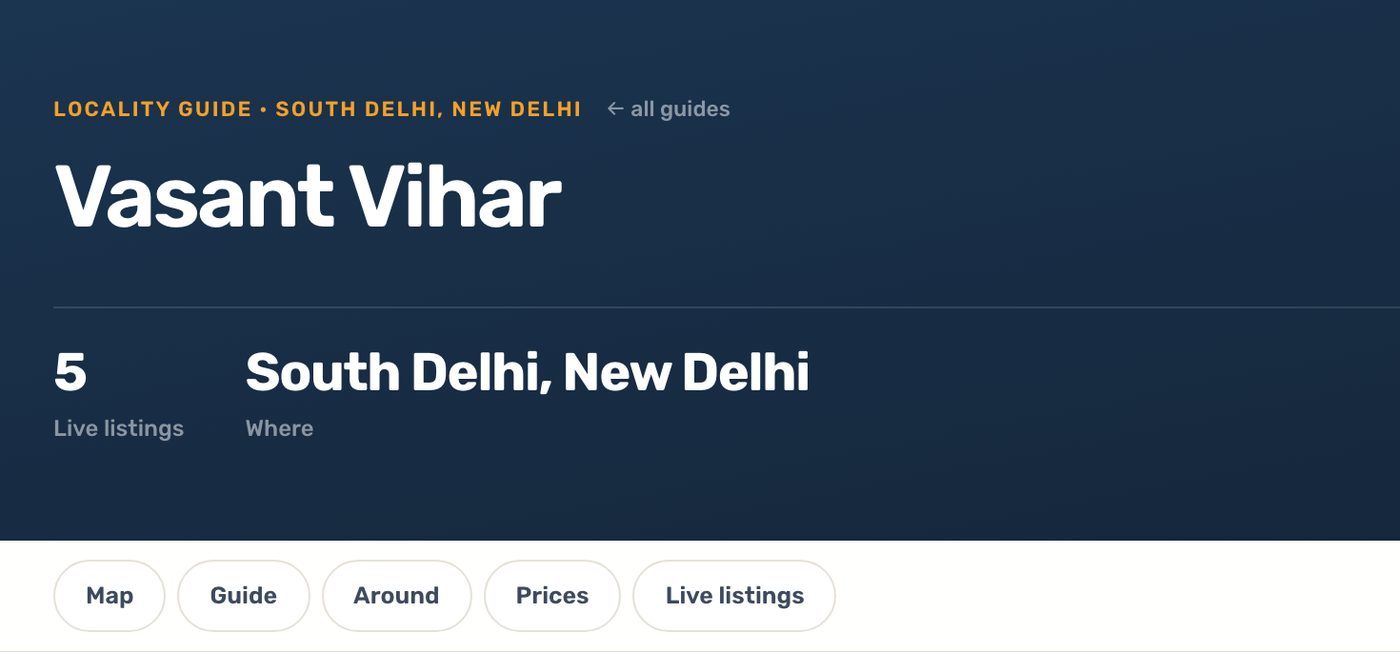 LOCALITY GUIDE • SOUTH DELHI, NEW DELHI ← all guides
Vasant Vihar
5 South Delhi, New Delhi
Live listings Where
Map Guide Around Prices Live listings